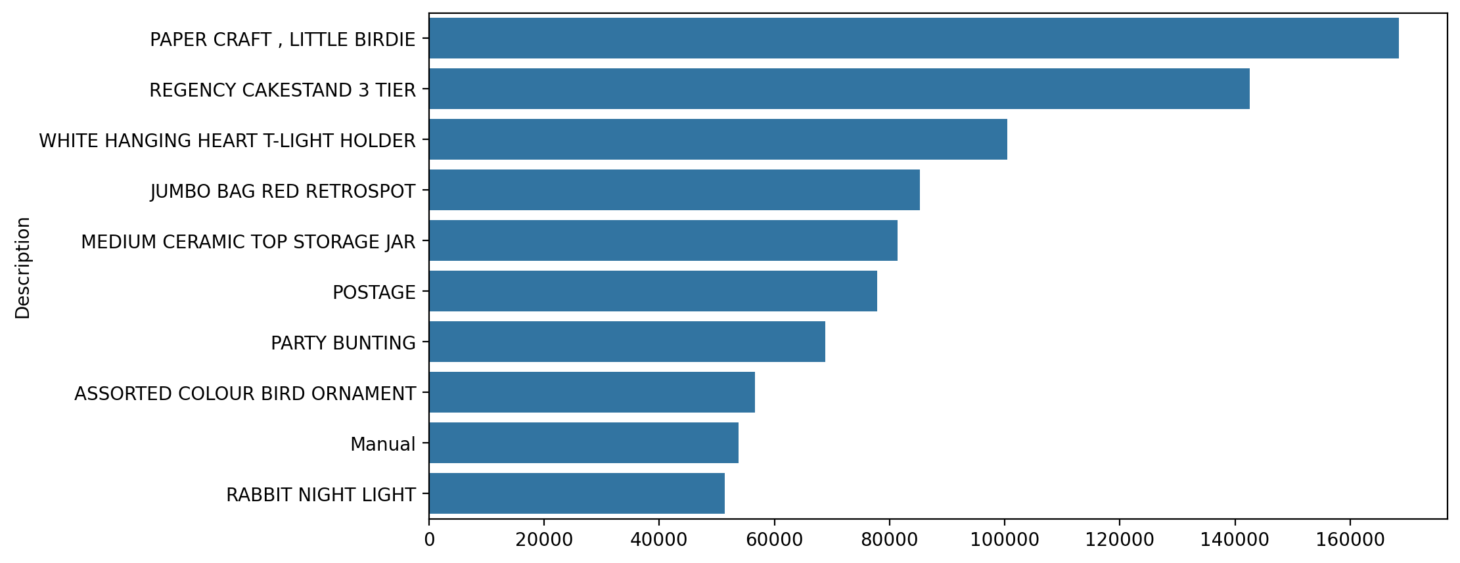 PAPER CRAFT , LITTLE BIRDIE
REGENCY CAKESTAND 3 TIER
WHITE HANGING HEART T-LIGHT HOLDER
JUMBO BAG RED RETROSPOT
MEDIUM CERAMIC TOP STORAGE JAR
POSTAGE
PARTY BUNTING
ASSORTED COLOUR BIRD ORNAMENT
Manual
RABBIT NIGHT LIGHT
Description
0 20000 40000 60000 80000 100000 120000 140000 160000